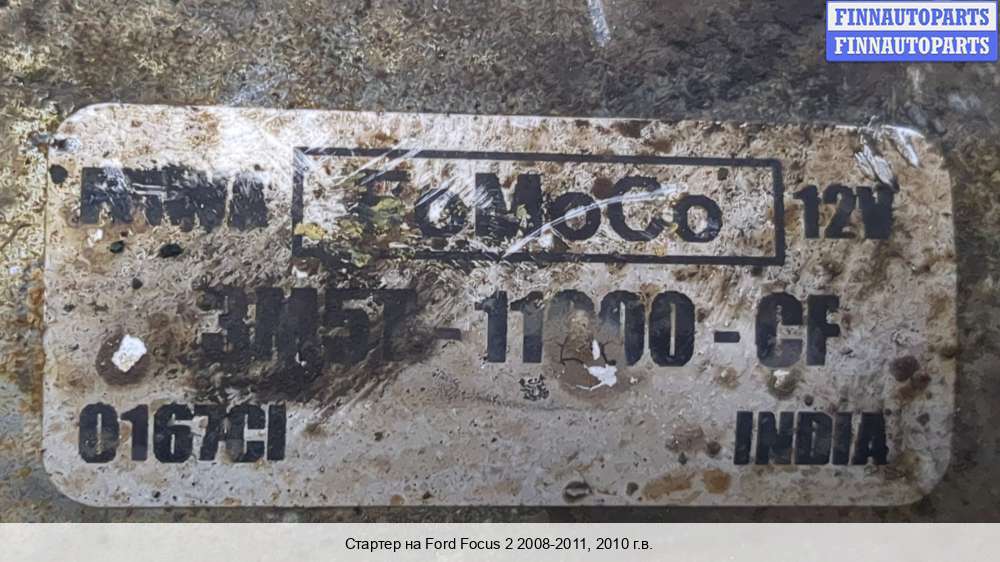 FINNAUTOPARTS
FINNAUTOPARTS
FoMoCo 12V
3M5T-11000-CF
0167CI INDIA
Стартер на Ford Focus 2 2008-2011, 2010 г.в.